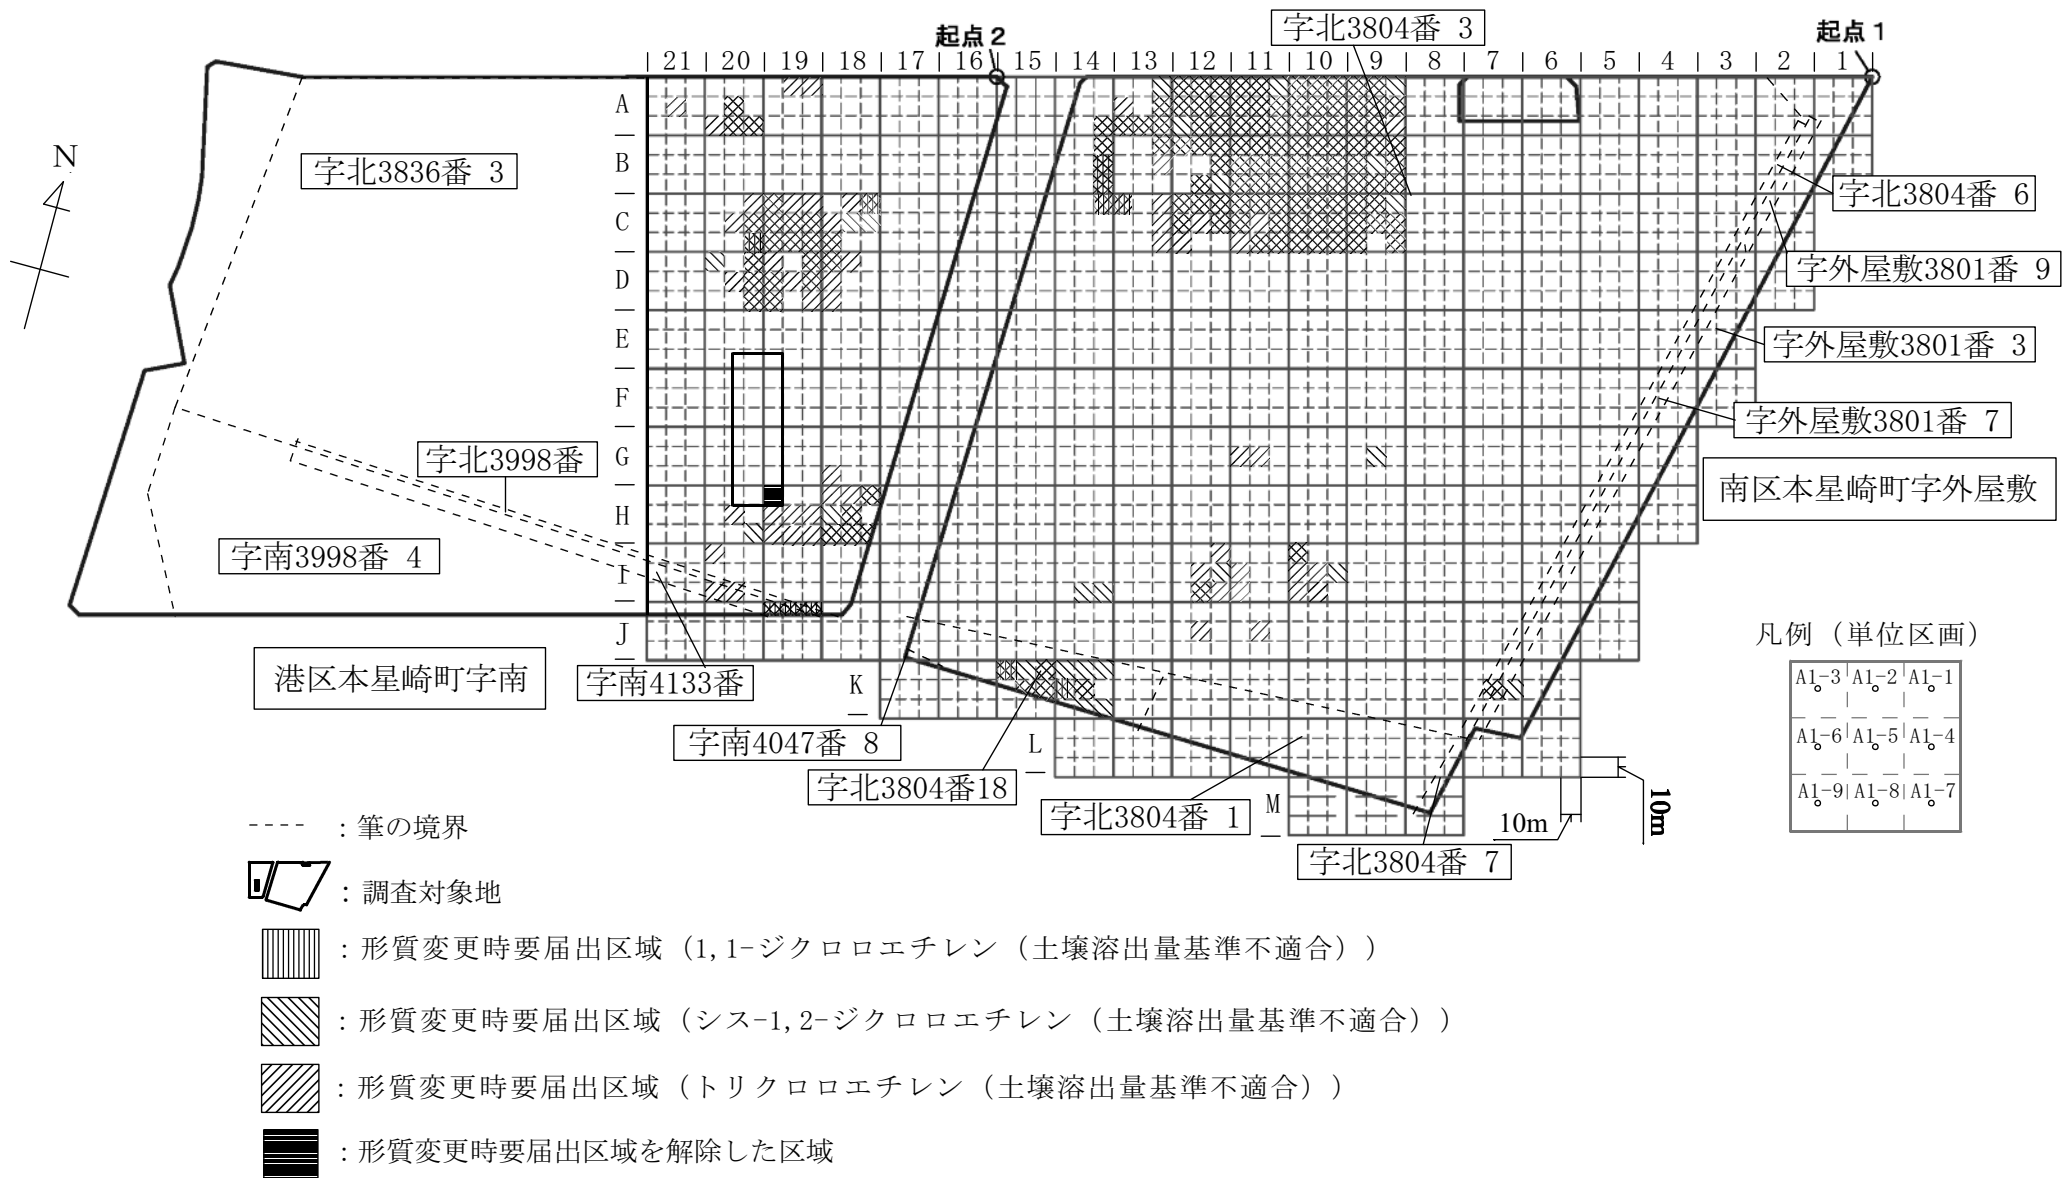 起点2
字北3804番 3
起点1
21 20 19 18 17 16 15 14 13 12 11 10 9 8 7 6 5 4 3 2 1
A
B
C
D
E
F
G
H
I
J
K
L
M
N
字北3836番 3
字北3804番 6
字外屋敷3801番 9
字外屋敷3801番 3
字外屋敷3801番 7
字北3998番
南区本星崎町字外屋敷
字南3998番 4
港区本星崎町字南
字南4133番
字南4047番 8
字北3804番18
字北3804番 1
字北3804番 7
10m
10m
凡例（単位区画）
A1-3 A1-2 A1-1
A1-6 A1-5 A1-4
A1-9 A1-8 A1-7
：筆の境界
：調査対象地
：形質変更時要届出区域（1,1-ジクロロエチレン（土壌溶出量基準不適合））
：形質変更時要届出区域（シス-1,2-ジクロロエチレン（土壌溶出量基準不適合））
：形質変更時要届出区域（トリクロロエチレン（土壌溶出量基準不適合））
：形質変更時要届出区域を解除した区域